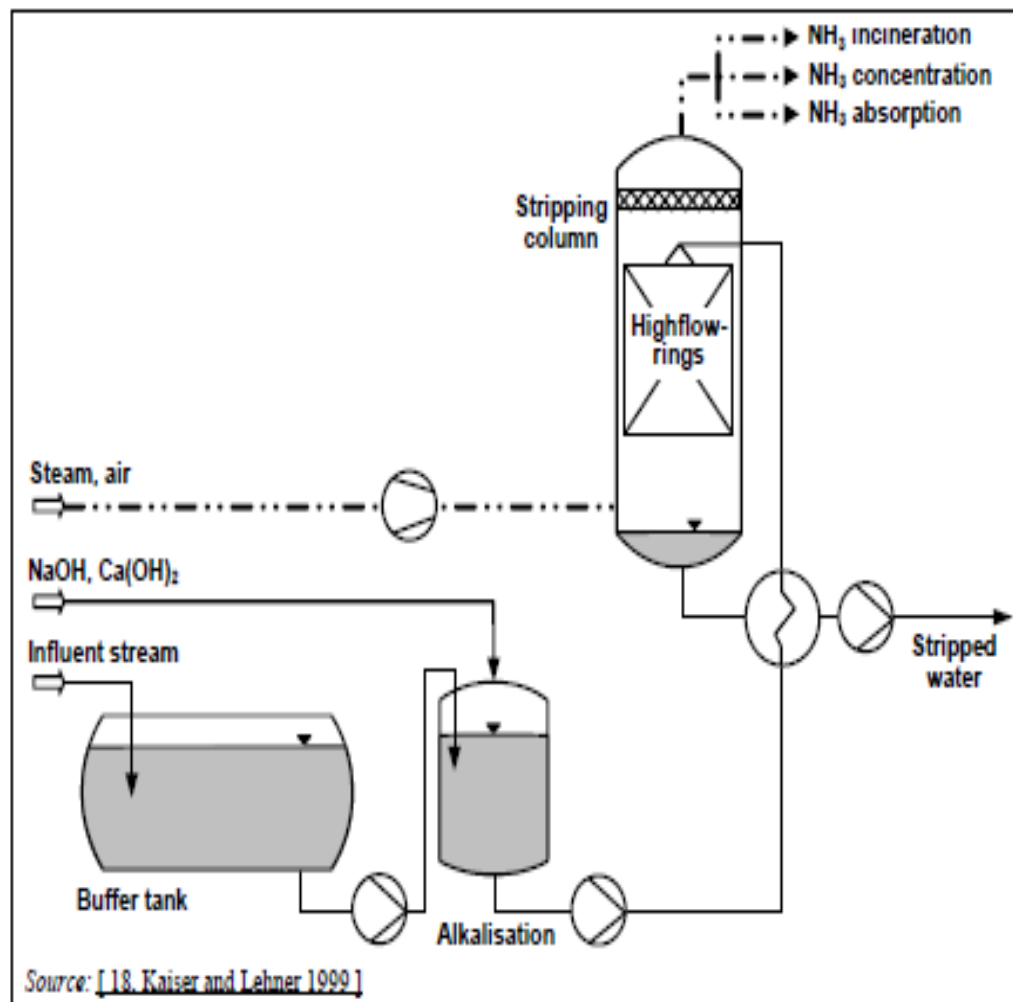 NH₃ incineration
NH₃ concentration
NH₃ absorption
Stripping
column
Highflow-
rings
Steam, air
NaOH, Ca(OH)₂
Influent stream
Stripped
water
Buffer tank
Alkalisation
Source: [ 18. Kaiser and Lehner 1999 ]